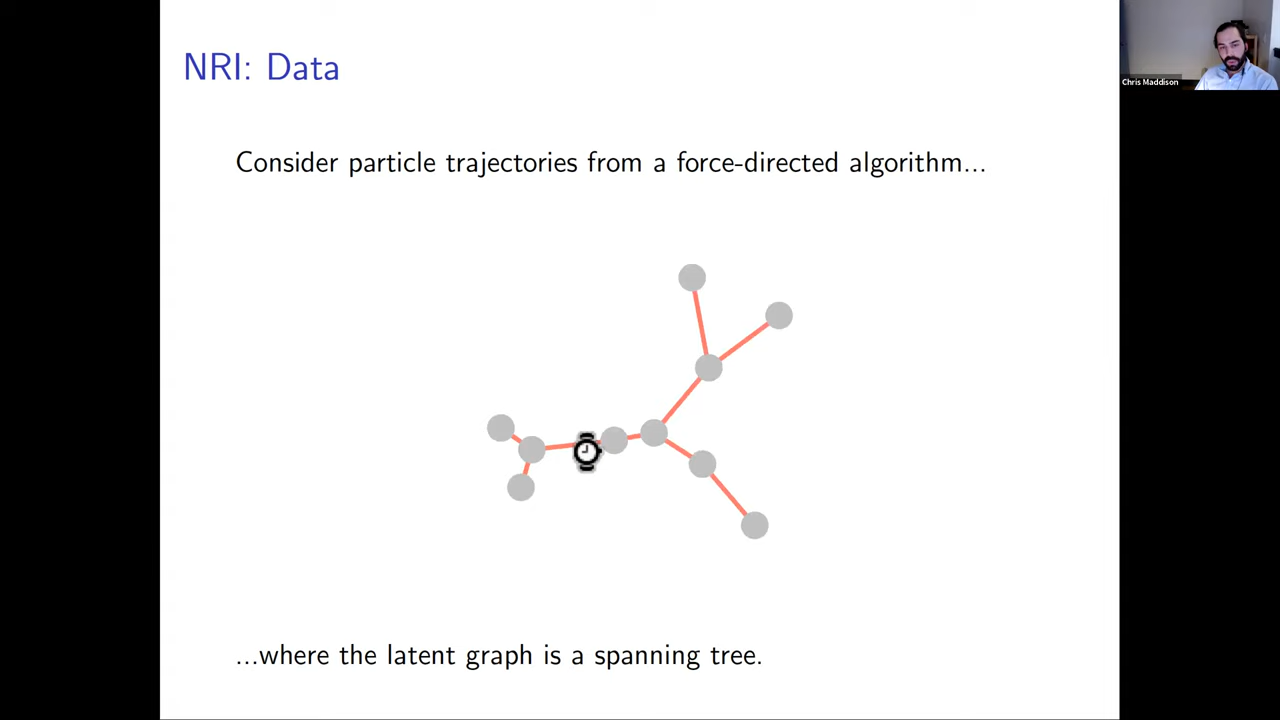 NRI: Data
Chris Maddison
Consider particle trajectories from a force-directed algorithm...
...where the latent graph is a spanning tree.